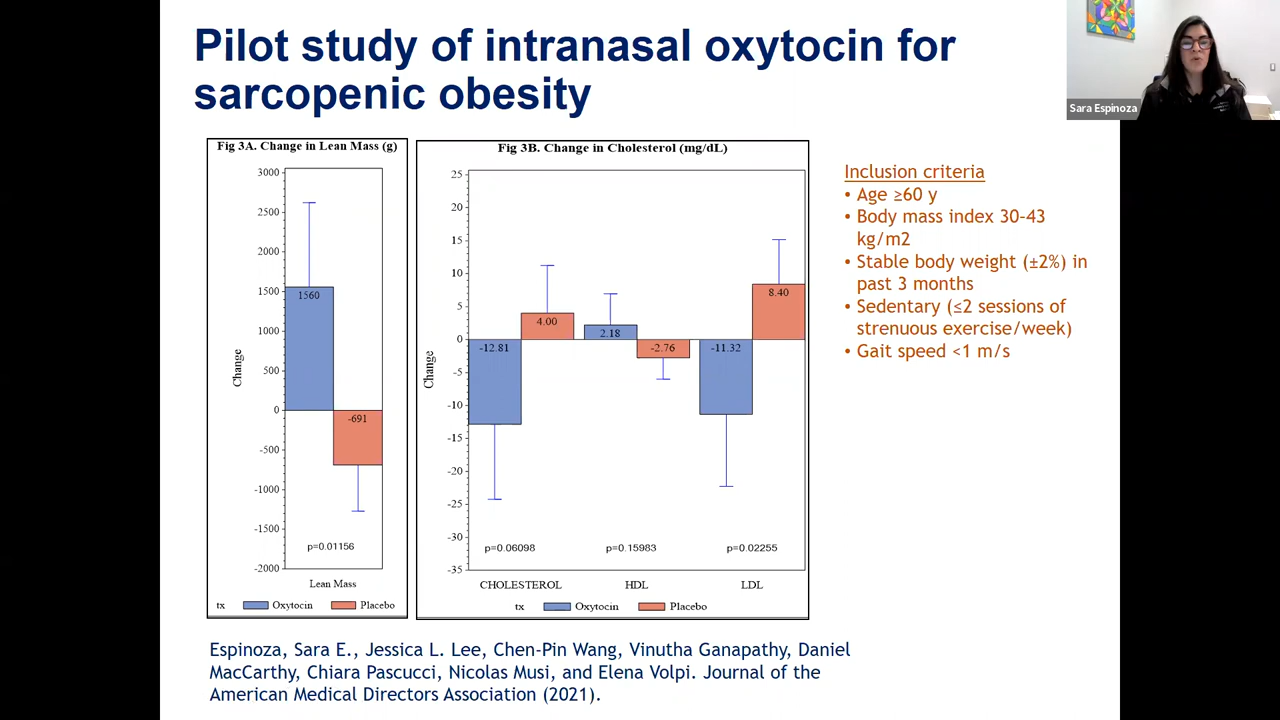 Pilot study of intranasal oxytocin for
sarcopenic obesity
Sara Espinoza
Fig 3A. Change in Lean Mass (g)
3000
2500
2000
1500
1000
500
0
-500
-1000
-1500
-2000
Change
1560
-691
p=0.01156
Lean Mass
tx Oxytocin Placebo
Fig 3B. Change in Cholesterol (mg/dL)
25
20
15
10
5
0
-5
-10
-15
-20
-25
-30
-35
Change
-12.81 4.00 2.18 -2.76 -11.32 8.40
p=0.06098 p=0.15983 p=0.02255
CHOLESTEROL HDL LDL
tx Oxytocin Placebo
Inclusion criteria
• Age ≥60 y
• Body mass index 30-43
kg/m2
• Stable body weight (±2%) in
past 3 months
• Sedentary (≤2 sessions of
strenuous exercise/week)
• Gait speed <1 m/s
Espinoza, Sara E., Jessica L. Lee, Chen-Pin Wang, Vinutha Ganapathy, Daniel
MacCarthy, Chiara Pascucci, Nicolas Musi, and Elena Volpi. Journal of the
American Medical Directors Association (2021).